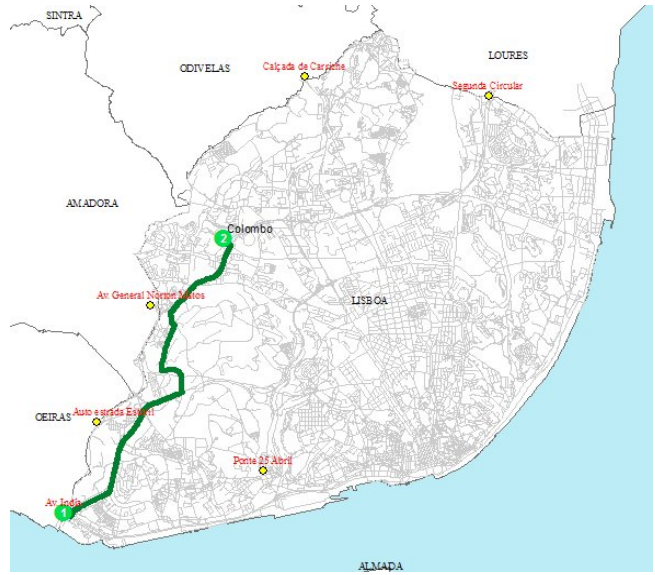 SINTRA
LOURES
ODIVELAS
Calçada de Carriche
Segunda Circular
AMADORA
2
Colombo
Av. General Norton Matos
LISBOA
OEIRAS
Auto estrada Estoril
Ponte 25 Abril
Av. India
1
ALMADA